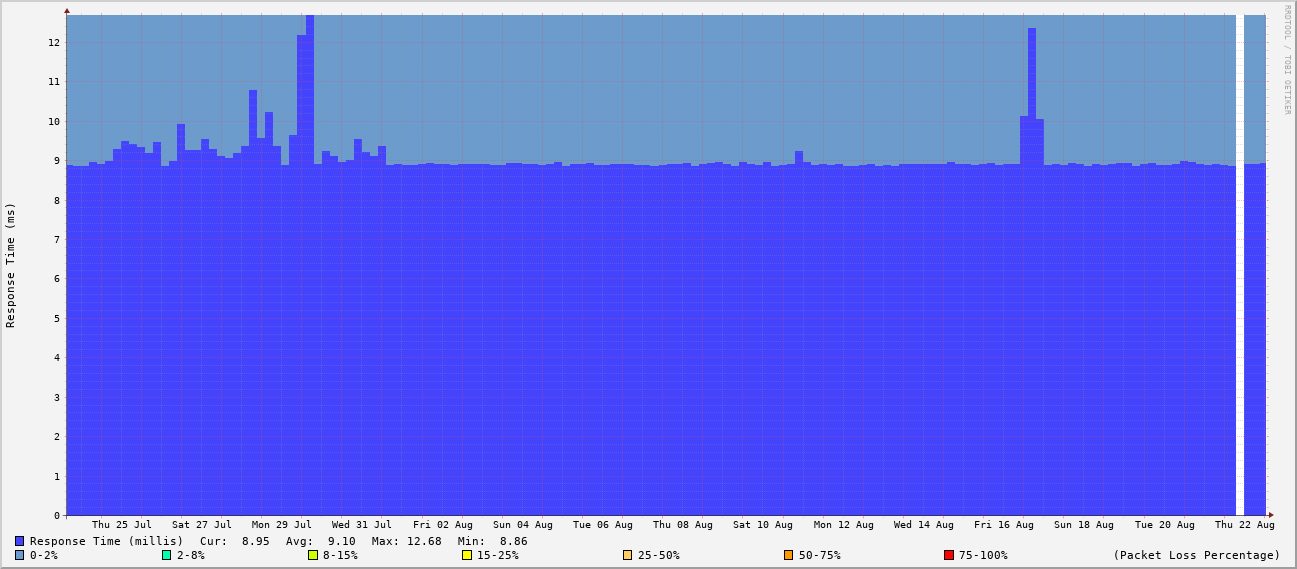 RRDTOOL / TOBI OETIKER
Response Time (ms)
12
11
10
9
8
7
6
5
4
3
2
1
0
Thu 25 Jul Sat 27 Jul Mon 29 Jul Wed 31 Jul Fri 02 Aug Sun 04 Aug Tue 06 Aug Thu 08 Aug Sat 10 Aug Mon 12 Aug Wed 14 Aug Fri 16 Aug Sun 18 Aug Tue 20 Aug Thu 22 Aug
Response Time (millis) Cur: 8.95 Avg: 9.10 Max: 12.68 Min: 8.86
0-2% 2-8% 8-15% 15-25% 25-50% 50-75% 75-100% (Packet Loss Percentage)